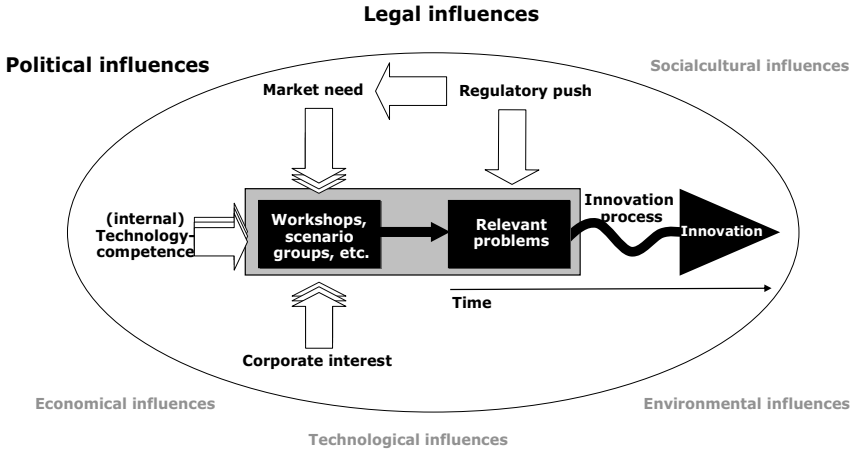 Legal influences
Political influences
Socialcultural influences
Market need
Regulatory push
(internal)
Technology-
competence
Workshops,
scenario
groups, etc.
Relevant
problems
Innovation
process
Innovation
Time
Corporate interest
Economical influences
Environmental influences
Technological influences